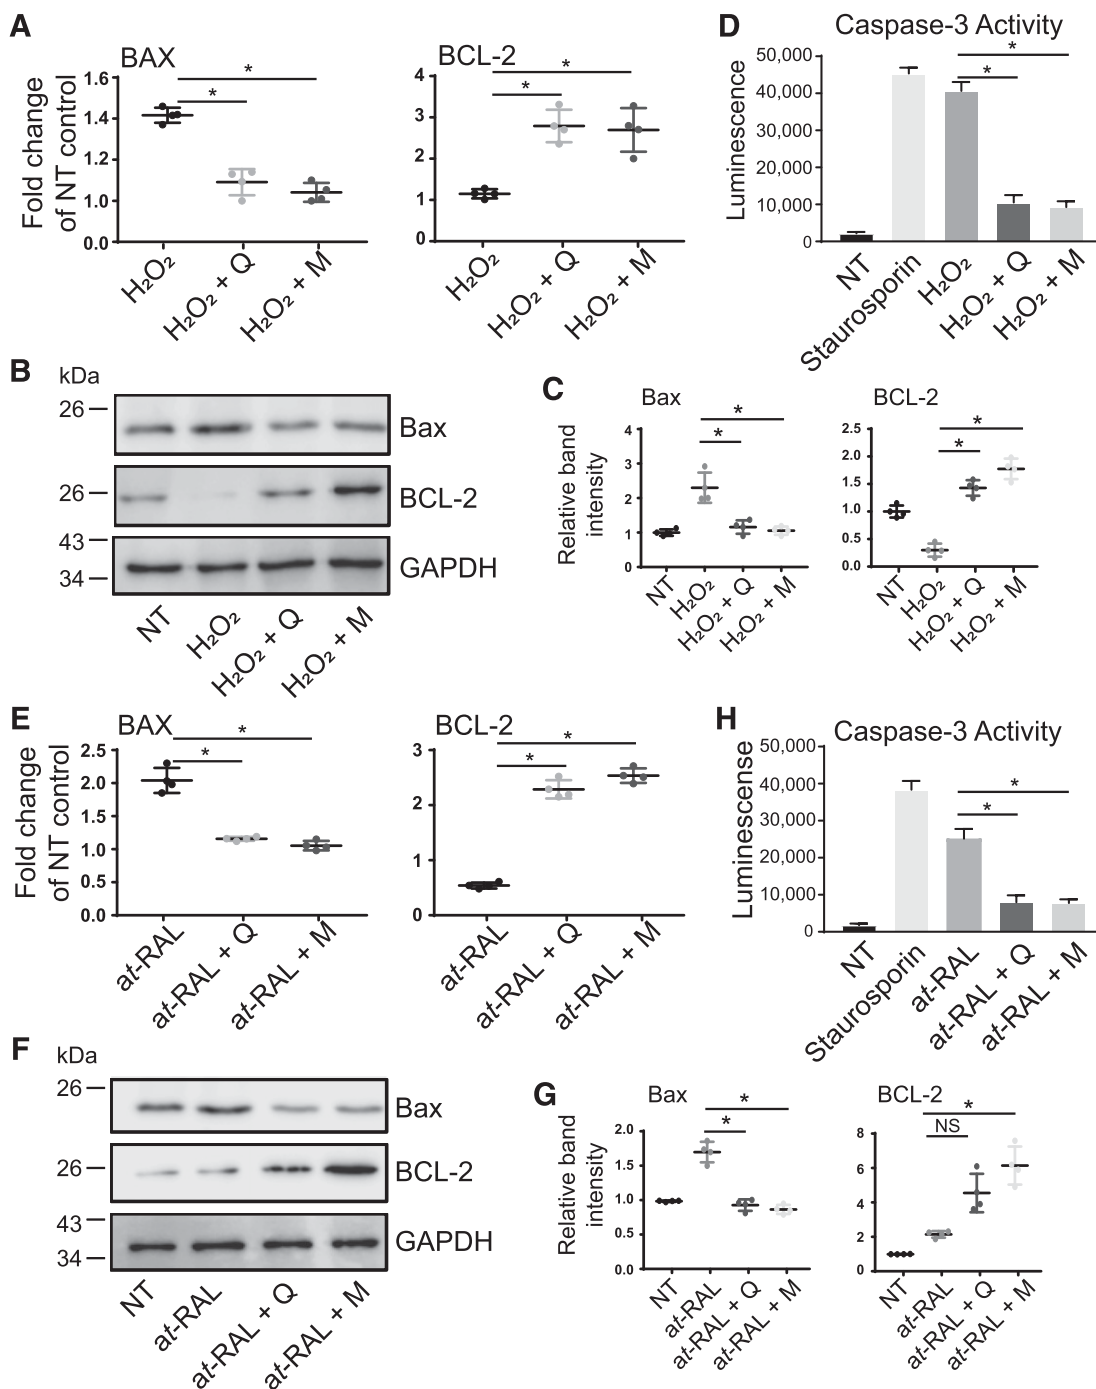 A
BAX
Fold change
of NT control
1.6
1.4
1.2
1.0
0.0
*
*
H₂O₂
H₂O₂ + Q
H₂O₂ + M
BCL-2
4
3
2
1
0
*
*
H₂O₂
H₂O₂ + Q
H₂O₂ + M
D
Caspase-3 Activity
Luminescence
50,000
40,000
30,000
20,000
10,000
0
*
*
NT
Staurosporin
H₂O₂
H₂O₂ + Q
H₂O₂ + M
B
kDa
26
Bax
26
BCL-2
43
34
GAPDH
NT
H₂O₂
H₂O₂ + Q
H₂O₂ + M
C
Bax
Relative band
intensity
4
3
2
1
0
*
*
NT
H₂O₂
H₂O₂ + Q
H₂O₂ + M
BCL-2
2.5
2.0
1.5
1.0
0.5
0.0
*
*
NT
H₂O₂
H₂O₂ + Q
H₂O₂ + M
E
BAX
Fold change
of NT control
2.5
2.0
1.5
1.0
0.5
0.0
*
*
at-RAL
at-RAL + Q
at-RAL + M
BCL-2
3
2
1
0
*
*
at-RAL
at-RAL + Q
at-RAL + M
H
Caspase-3 Activity
Luminescense
50,000
40,000
30,000
20,000
10,000
0
*
*
NT
Staurosporin
at-RAL
at-RAL + Q
at-RAL + M
F
kDa
26
Bax
26
BCL-2
43
34
GAPDH
NT
at-RAL
at-RAL + Q
at-RAL + M
G
Bax
Relative band
intensity
2.0
1.5
1.0
0.5
0.0
*
*
NT
at-RAL
at-RAL + Q
at-RAL + M
BCL-2
8
6
4
2
0
*
NS
NT
at-RAL
at-RAL + Q
at-RAL + M